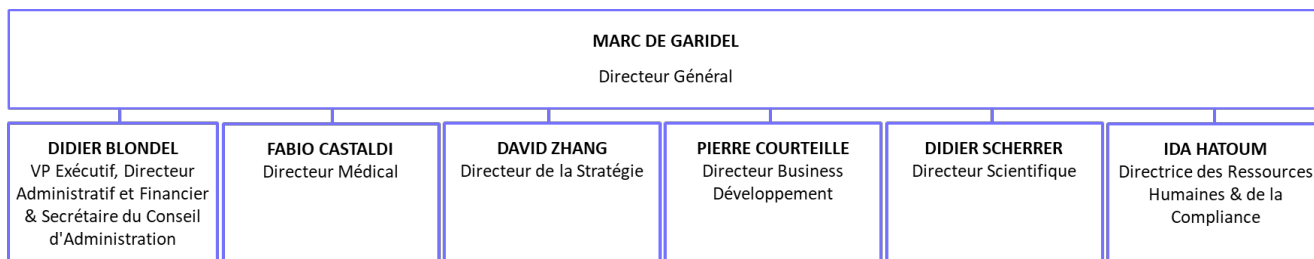 MARC DE GARIDEL
Directeur Général
DIDIER BLONDEL
VP Exécutif, Directeur
Administratif et Financier
& Secrétaire du Conseil
d'Administration
FABIO CASTALDI
Directeur Médical
DAVID ZHANG
Directeur de la Stratégie
PIERRE COURTEILLE
Directeur Business
Développement
DIDIER SCHERRER
Directeur Scientifique
IDA HATOUM
Directrice des Ressources
Humaines & de la
Compliance